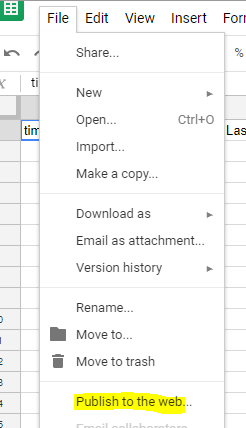 File Edit View Insert Form
%
ti
tim Las
Share...
New
Open... Ctrl+O
Import...
Make a copy...
Download as
Email as attachment...
Version history
Rename...
Move to...
Move to trash
Publish to the web...
Email collaborators